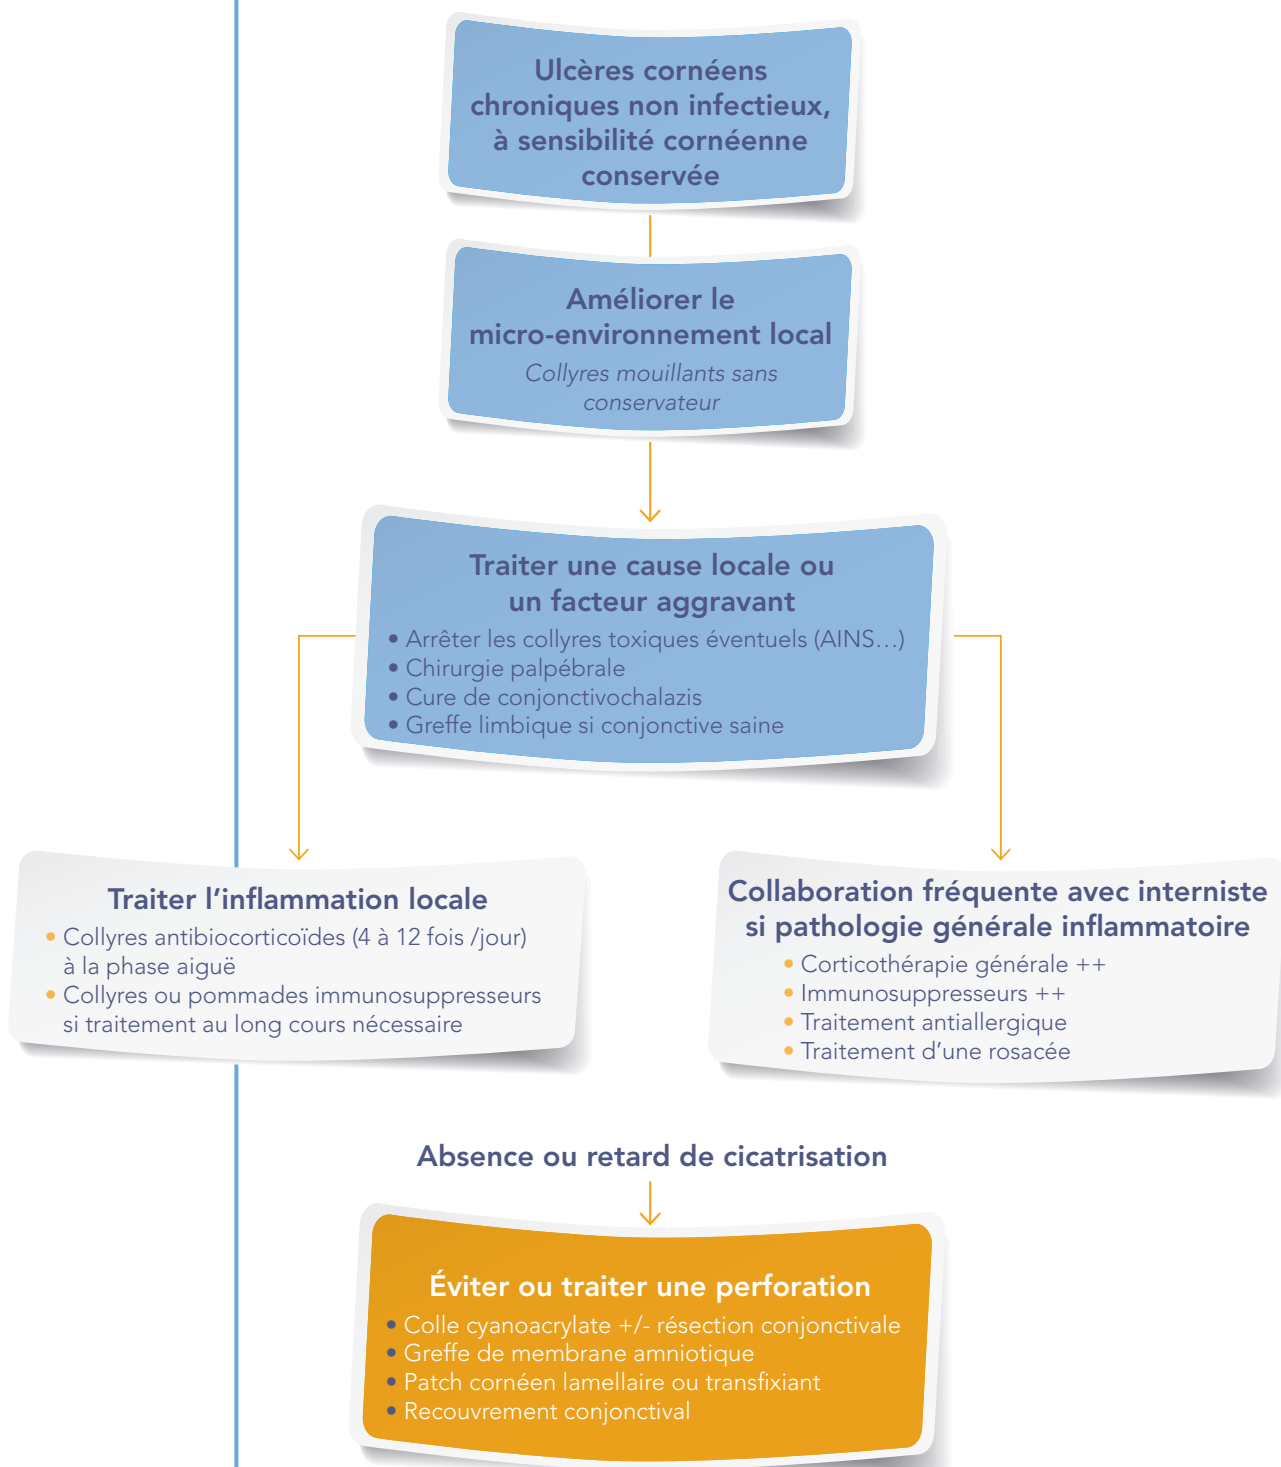 Ulcères cornéens
chroniques non infectieux,
à sensibilité cornéenne
conservée
Améliorer le
micro-environnement local
Collyres mouillants sans
conservateur
Traiter une cause locale ou
un facteur aggravant
• Arrêter les collyres toxiques éventuels (AINS…)
• Chirurgie palpébrale
• Cure de conjonctivochalazis
• Greffe limbique si conjonctive saine
Traiter l’inflammation locale
• Collyres antibiocorticoïdes (4 à 12 fois /jour)
à la phase aiguë
• Collyres ou pommades immunosuppresseurs
si traitement au long cours nécessaire
Collaboration fréquente avec interniste
si pathologie générale inflammatoire
• Corticothérapie générale ++
• Immunosuppresseurs ++
• Traitement antiallergique
• Traitement d’une rosacée
Absence ou retard de cicatrisation
Éviter ou traiter une perforation
• Colle cyanoacrylate +/- résection conjonctivale
• Greffe de membrane amniotique
• Patch cornéen lamellaire ou transfixiant
• Recouvrement conjonctival